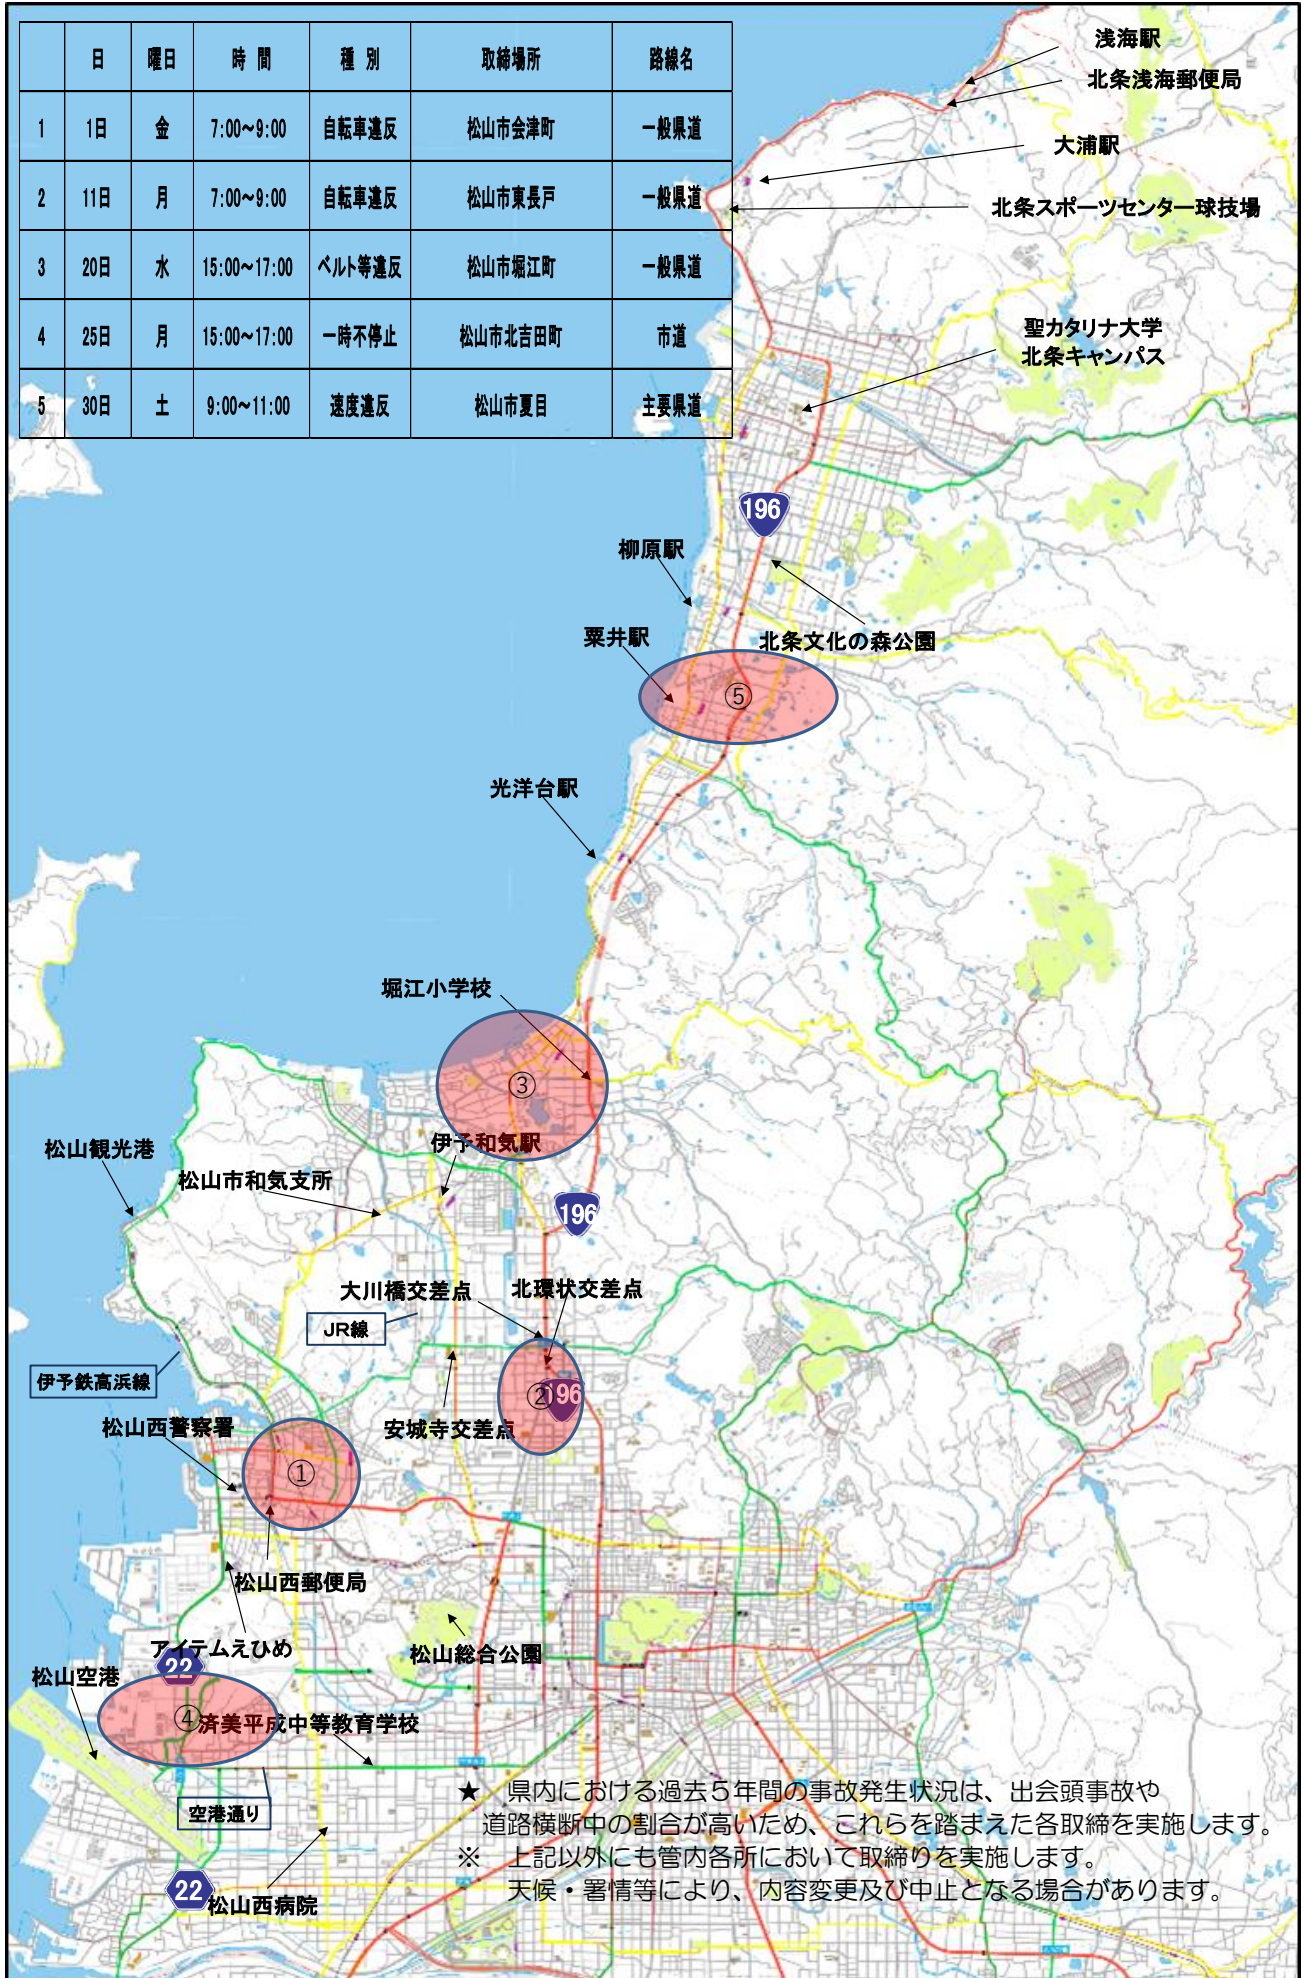 日 曜日 時 間 種 別 取締場所 路線名
1 1日 金 7:00~9:00 自転車違反 松山市会津町 一般県道
2 11日 月 7:00~9:00 自転車違反 松山市東長戸 一般県道
3 20日 水 15:00~17:00 ベルト等違反 松山市堀江町 一般県道
4 25日 月 15:00~17:00 一時不停止 松山市北吉田町 市道
5 30日 土 9:00~11:00 速度違反 松山市夏目 主要県道
浅海駅
北条浅海郵便局
大浦駅
北条スポーツセンター球技場
聖カタリナ大学
北条キャンパス
196
柳原駅
粟井駅
北条文化の森公園
⑤
光洋台駅
堀江小学校
③
伊予和気駅
松山観光港
松山市和気支所
196
大川橋交差点
北環状交差点
JR線
伊予鉄高浜線
②
196
松山西警察署
安城寺交差点
①
松山西郵便局
アイテムえひめ
松山総合公園
22
松山空港
④
済美平成中等教育学校
空港通り
22
松山西病院
★ 県内における過去5年間の事故発生状況は、出会頭事故や
道路横断中の割合が高いため、これらを踏まえた各取締を実施します。
※ 上記以外にも管内各所において取締りを実施します。
天候・署情等により、内容変更及び中止となる場合があります。